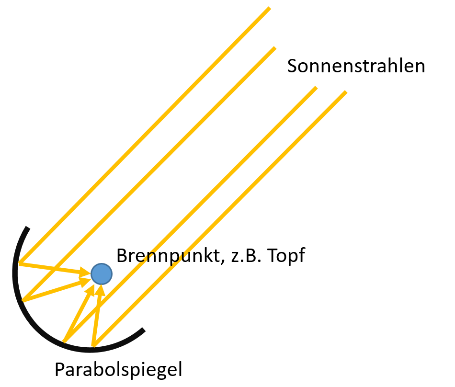 Sonnenstrahlen
Brennpunkt, z.B. Topf
Parabolspiegel